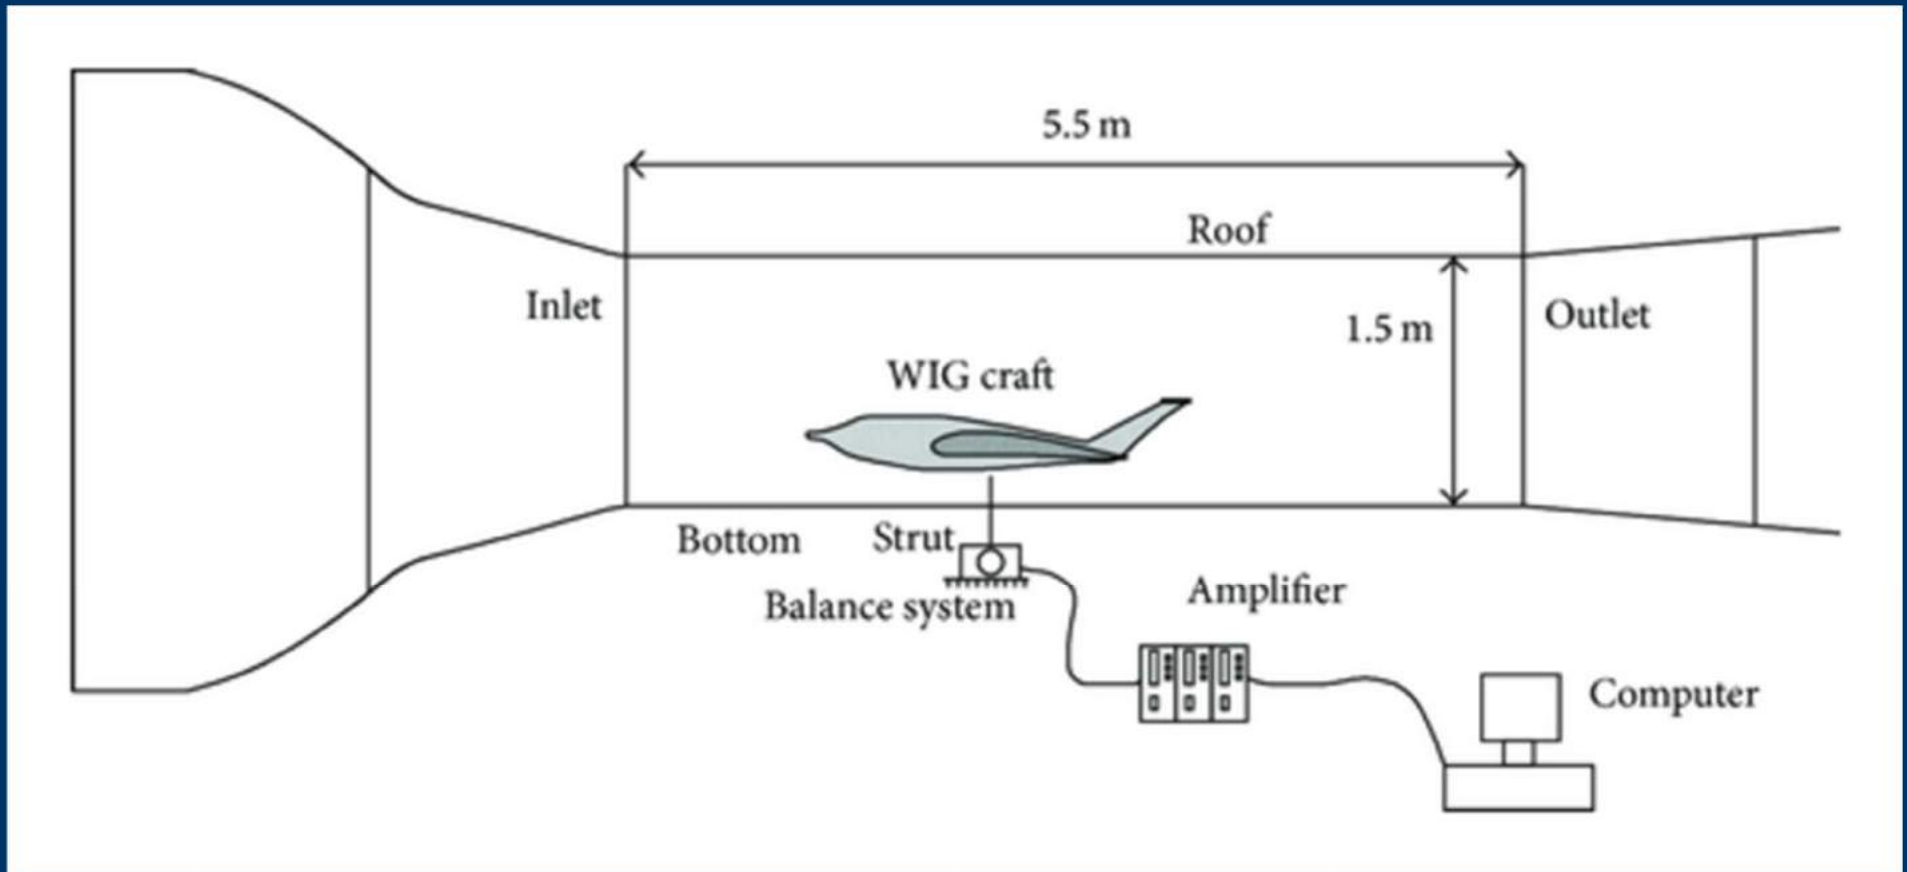 5.5 m
Roof
Inlet
1.5 m
Outlet
WIG craft
Bottom
Strut
Balance system
Amplifier
Computer